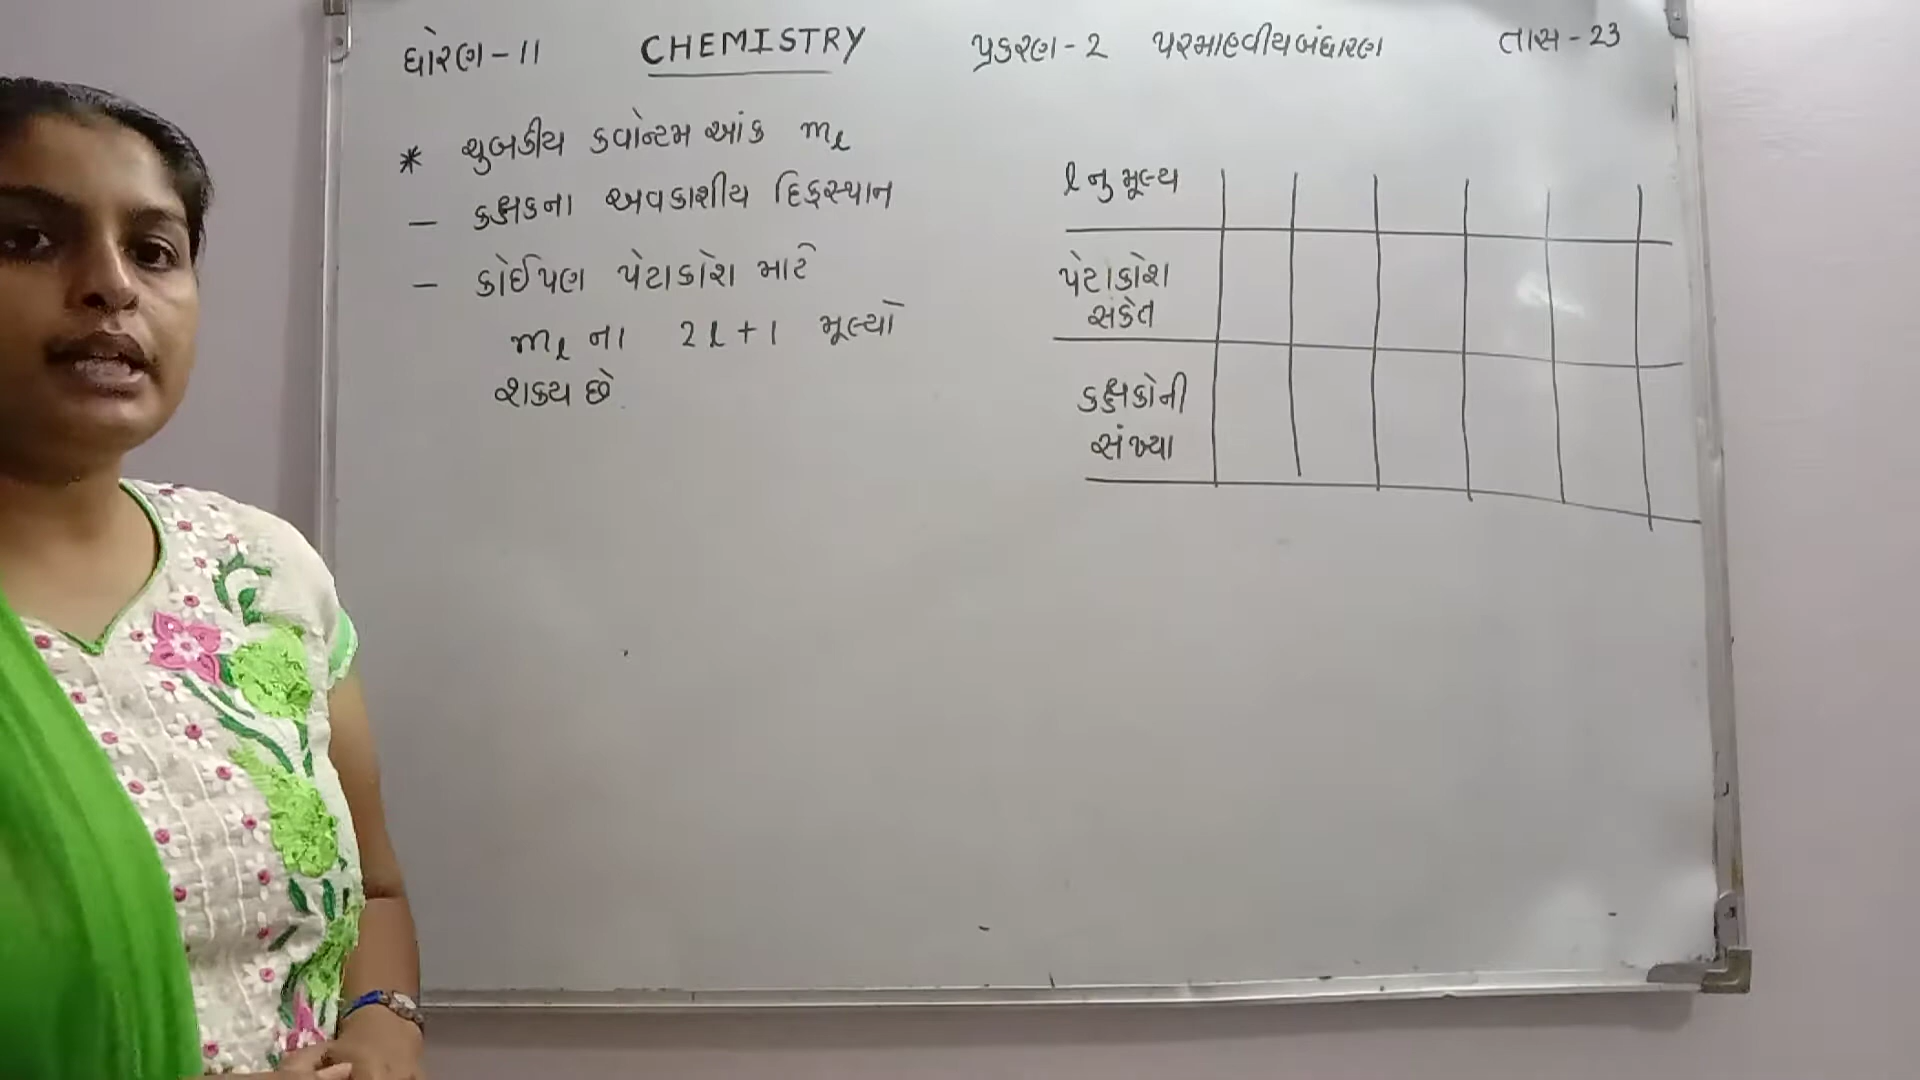 ધોરણ - 11 CHEMISTRY પ્રકરણ - 2 પરમાણ્વીય બંધારણ તાસ - 23
* ચુબકીય ક્વોન્ટમ આંક mℓ
- કક્ષકના અવકાશીય દિક્સ્થાન
- કોઈપણ પેટાકોશ માટે
mℓ ના 2ℓ + 1 મૂલ્યો
શક્ય છે.
ℓ નુ મૂલ્ય
પેટાકોશ
સંકેત
કક્ષકોની
સંખ્યા